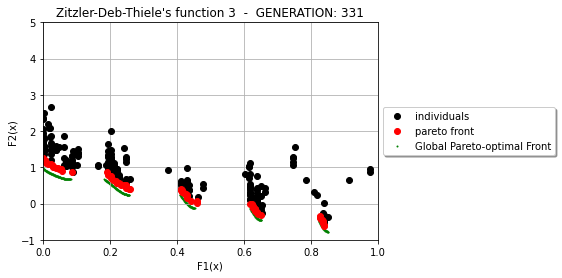 Zitzler-Deb-Thiele's function 3 - GENERATION: 331
5
4
3
2
1
0
-1
F2(x)
0.0 0.2 0.4 0.6 0.8 1.0
F1(x)
individuals
pareto front
Global Pareto-optimal Front